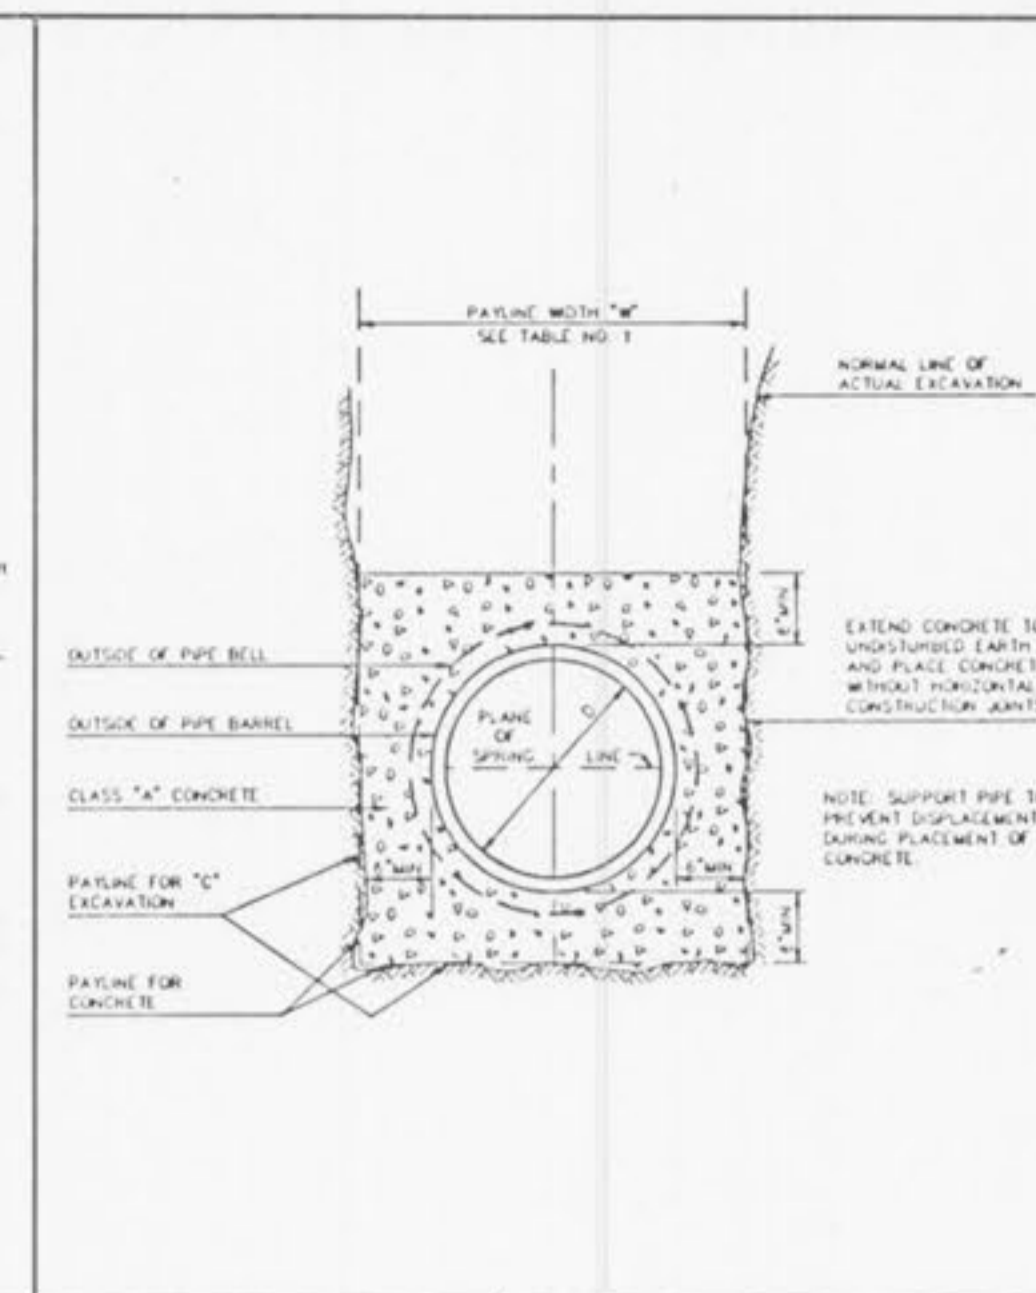 PAYLINE WIDTH "W"
SEE TABLE NO. 1
NORMAL LINE OF
ACTUAL EXCAVATION
EXTEND CONCRETE TO
UNDISTURBED EARTH
AND PLACE CONCRETE
WITHOUT HORIZONTAL
CONSTRUCTION JOINTS
NOTE: SUPPORT PIPE TO
PREVENT DISPLACEMENT
DURING PLACEMENT OF
CONCRETE.
OUTSIDE OF PIPE BELL
OUTSIDE OF PIPE BARREL
CLASS "A" CONCRETE
PAYLINE FOR "C"
EXCAVATION
PAYLINE FOR
CONCRETE
PLANE
OF
SPRING LINE
D
MIN
MIN
6" MIN
MIN